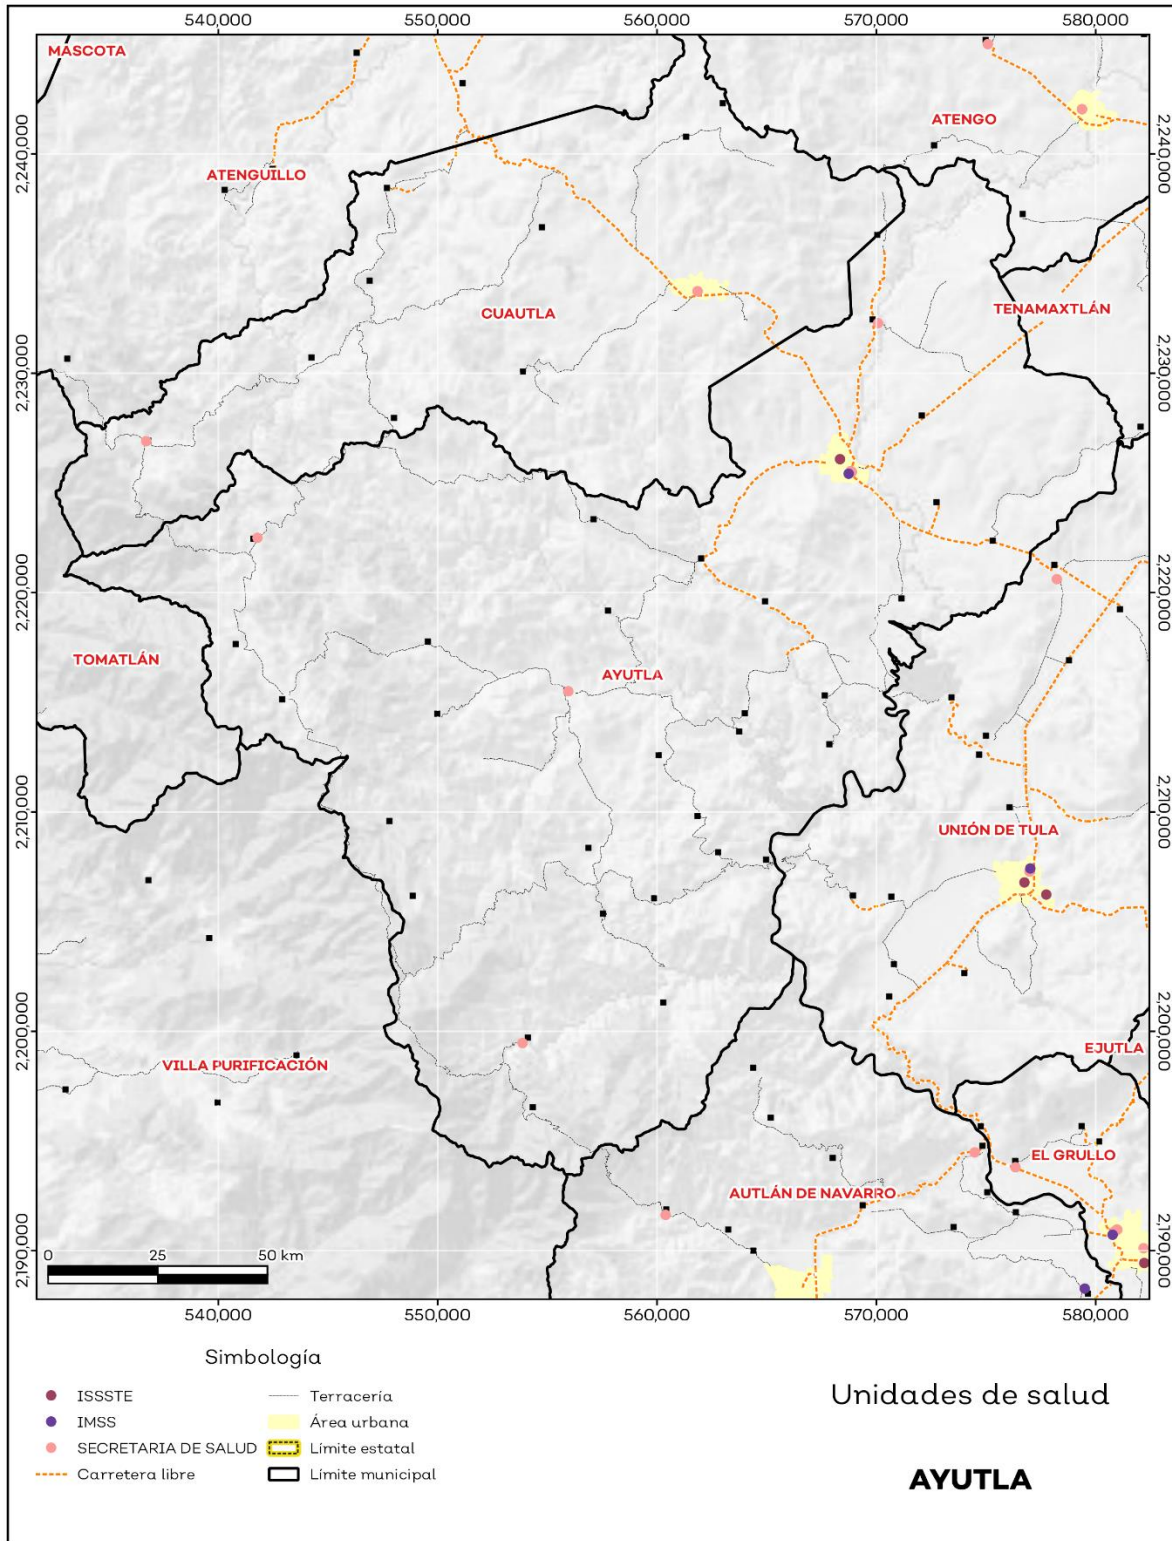 540,000 550,000 560,000 570,000 580,000
MASCOTA
ATENGO
2,240,000 2,240,000
ATENGUILLO
TENAMAXTLÁN
CUAUTLA
2,230,000 2,230,000
2,220,000 2,220,000
TOMATLÁN
AYUTLA
2,210,000 2,210,000
UNIÓN DE TULA
2,200,000 2,200,000
EJUTLA
VILLA PURIFICACIÓN
EL GRULLO
AUTLÁN DE NAVARRO
2,190,000 2,190,000
0 25 50 km
540,000 550,000 560,000 570,000 580,000
Simbología
ISSSTE
IMSS
SECRETARIA DE SALUD
Carretera libre
Terracería
Área urbana
Límite estatal
Límite municipal
Unidades de salud
AYUTLA